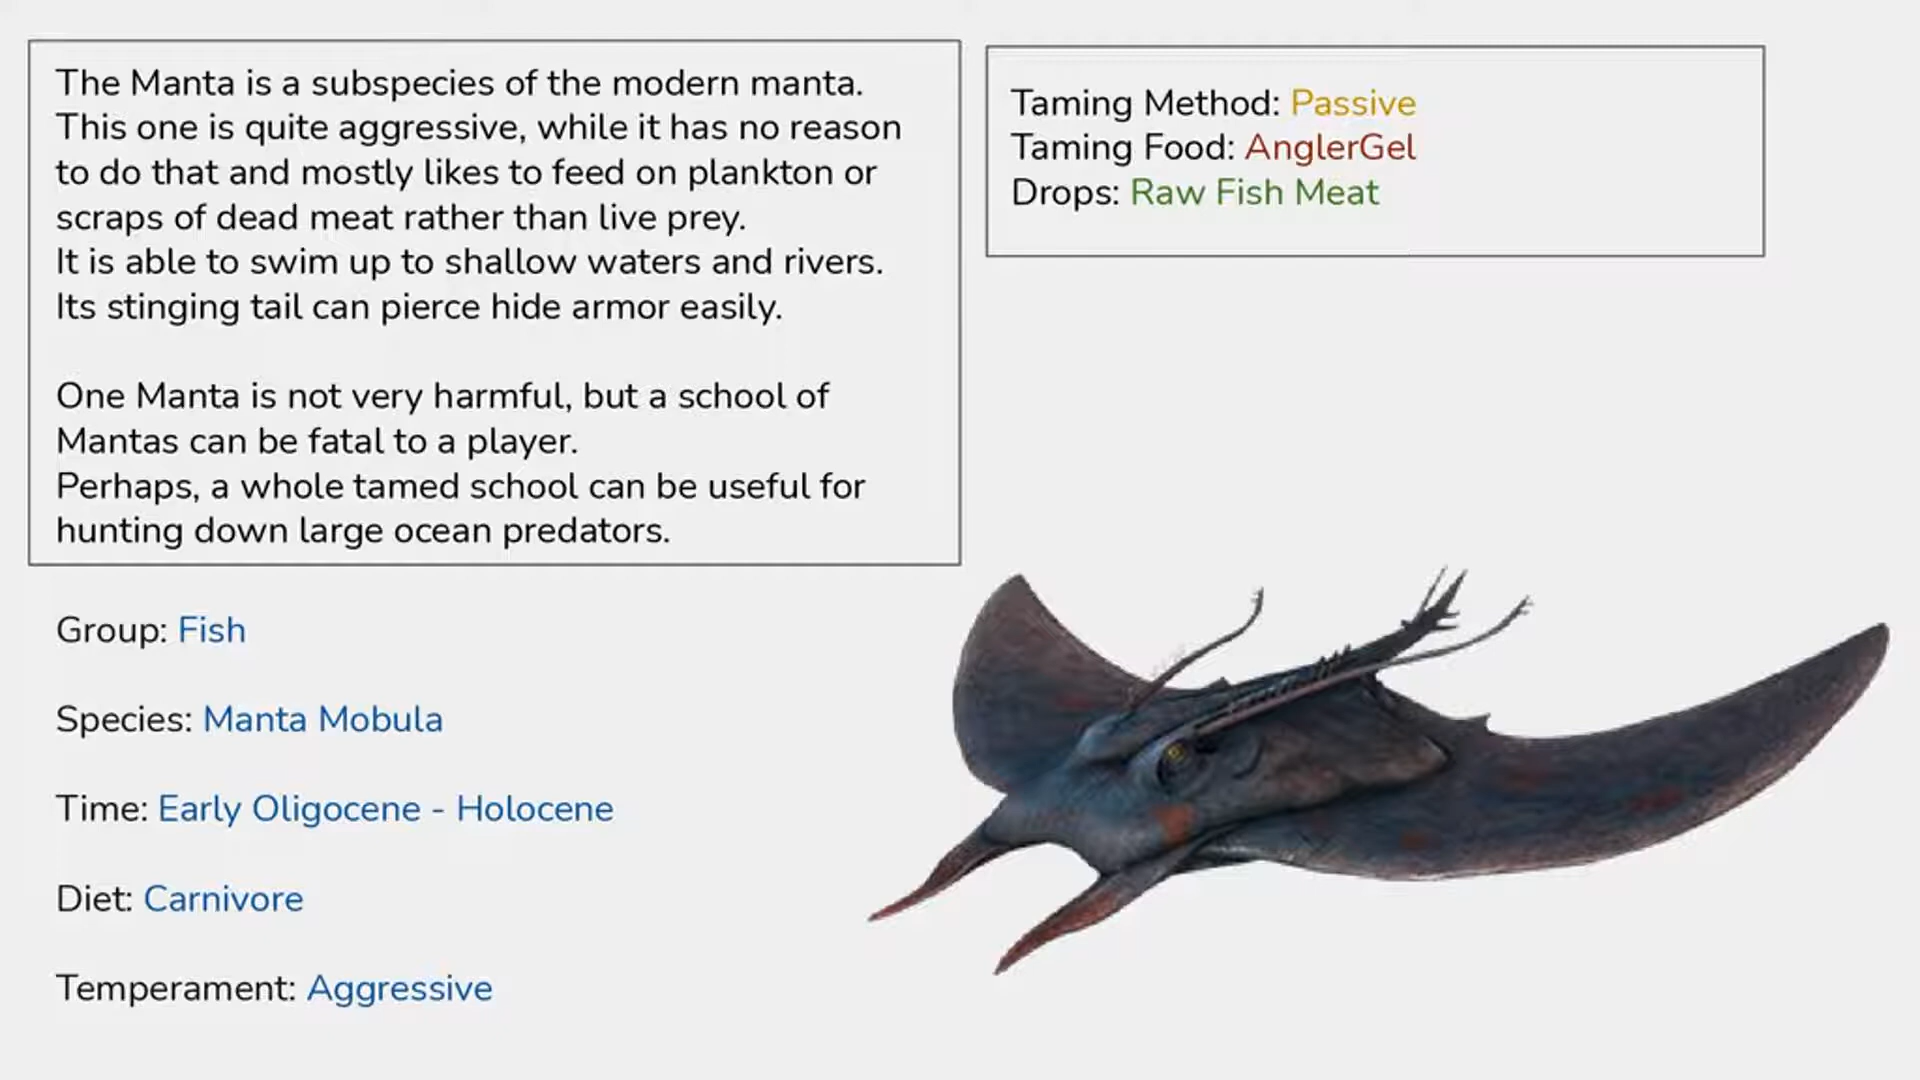 The Manta is a subspecies of the modern manta.
This one is quite aggressive, while it has no reason
to do that and mostly likes to feed on plankton or
scraps of dead meat rather than live prey.
It is able to swim up to shallow waters and rivers.
Its stinging tail can pierce hide armor easily.
One Manta is not very harmful, but a school of
Mantas can be fatal to a player.
Perhaps, a whole tamed school can be useful for
hunting down large ocean predators.
Taming Method: Passive
Taming Food: AnglerGel
Drops: Raw Fish Meat
Group: Fish
Species: Manta Mobula
Time: Early Oligocene - Holocene
Diet: Carnivore
Temperament: Aggressive